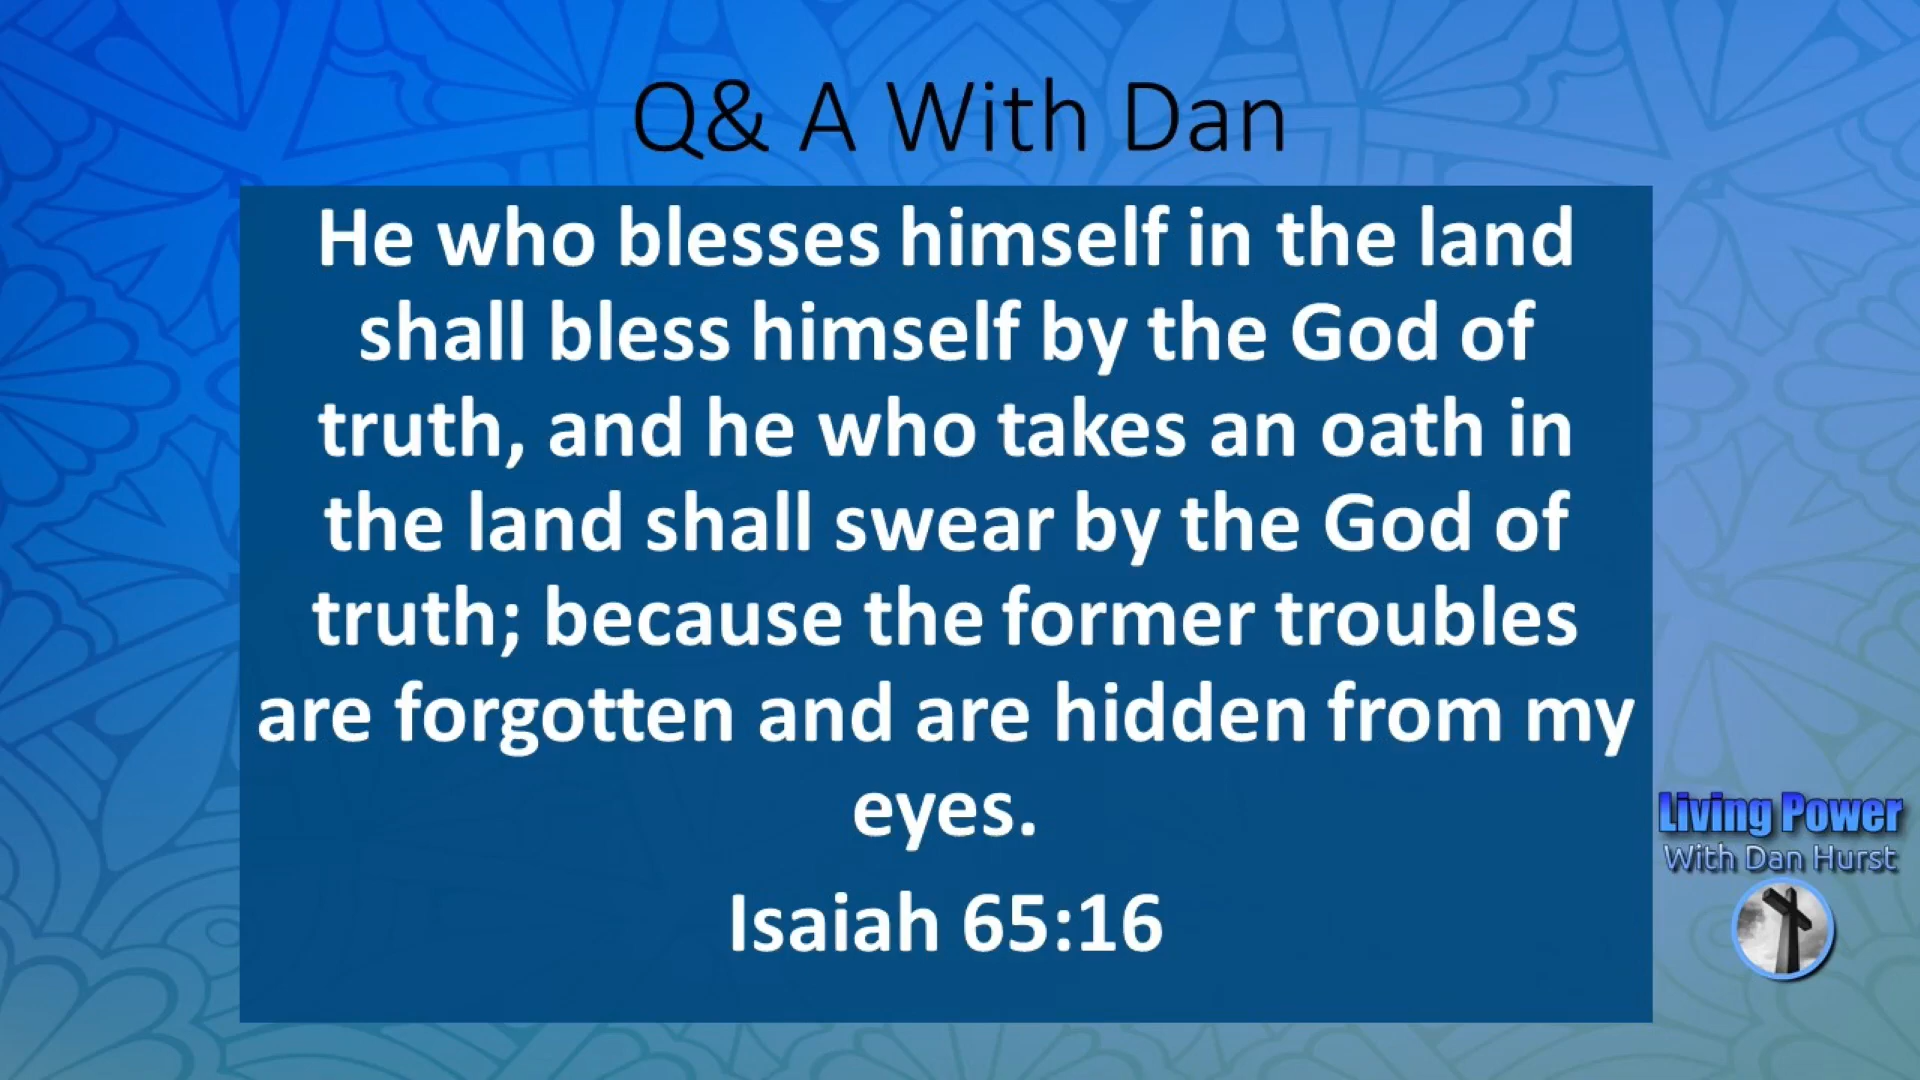 Q& A With Dan
He who blesses himself in the land
shall bless himself by the God of
truth, and he who takes an oath in
the land shall swear by the God of
truth; because the former troubles
are forgotten and are hidden from my
eyes.
Isaiah 65:16
Living Power
With Dan Hurst